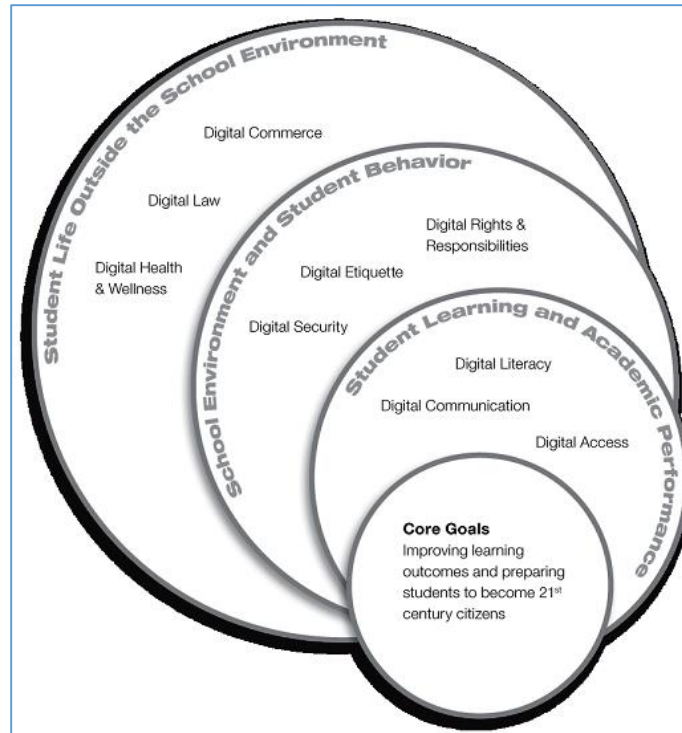 Student Life Outside the School Environment
Digital Commerce
Digital Law
Digital Health
& Wellness
School Environment and Student Behavior
Digital Rights &
Responsibilities
Digital Etiquette
Digital Security
Student Learning and Academic Performance
Digital Literacy
Digital Communication
Digital Access
Core Goals
Improving learning
outcomes and preparing
students to become 21st
century citizens